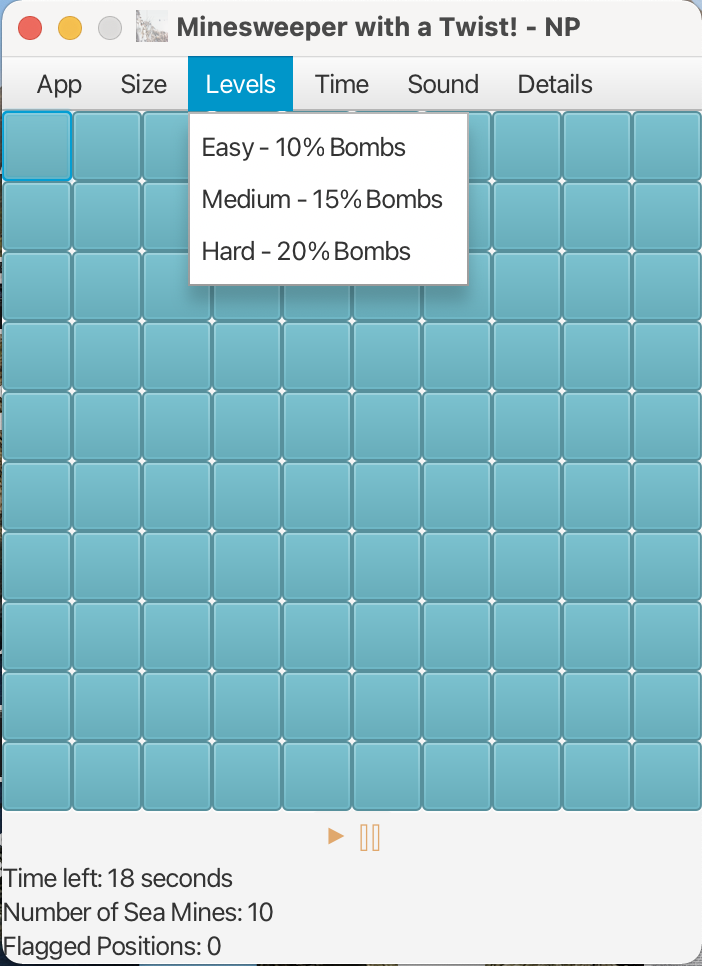 Minesweeper with a Twist! - NP
App Size Levels Time Sound Details
Easy - 10% Bombs
Medium - 15% Bombs
Hard - 20% Bombs
Time left: 18 seconds
Number of Sea Mines: 10
Flagged Positions: 0